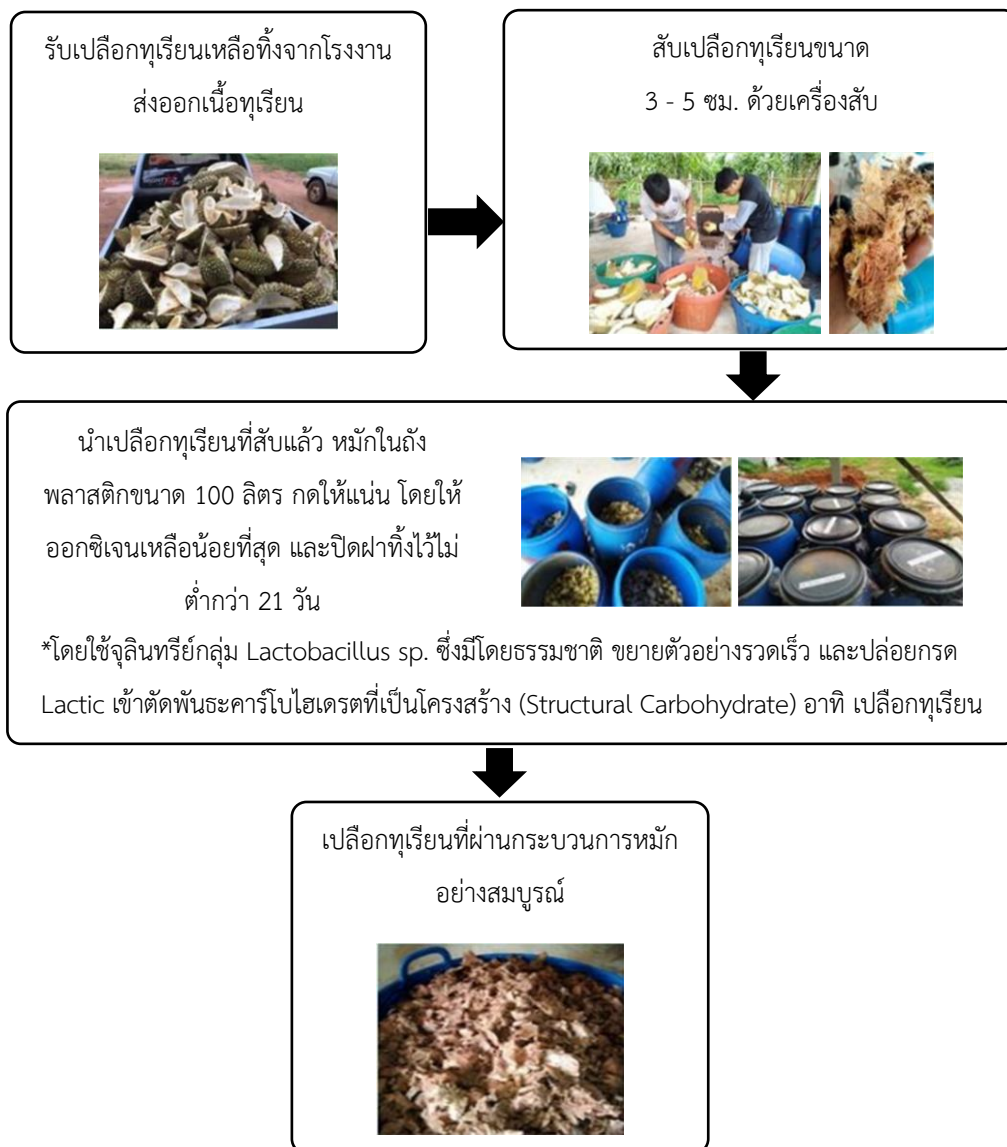 รับเปลือกทุเรียนเหลือทิ้งจากโรงงาน
ส่งออกเนื้อทุเรียน
สับเปลือกทุเรียนขนาด
3 - 5 ซม. ด้วยเครื่องสับ
นำเปลือกทุเรียนที่สับแล้ว หมักในถัง
พลาสติกขนาด 100 ลิตร กดให้แน่น โดยให้
ออกซิเจนเหลือน้อยที่สุด และปิดฝาทิ้งไว้ไม่
ต่ำกว่า 21 วัน
*โดยใช้จุลินทรีย์กลุ่ม Lactobacillus sp. ซึ่งมีโดยธรรมชาติ ขยายตัวอย่างรวดเร็ว และปล่อยกรด
Lactic เข้าตัดพันธะคาร์โบไฮเดรตที่เป็นโครงสร้าง (Structural Carbohydrate) อาทิ เปลือกทุเรียน
เปลือกทุเรียนที่ผ่านกระบวนการหมัก
อย่างสมบูรณ์